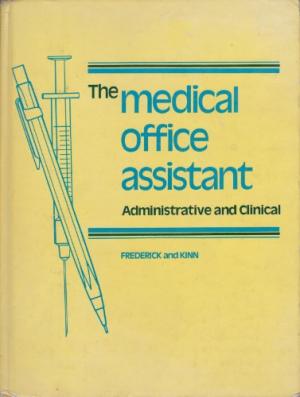 The medical
office
assistant
Administrative and Clinical
FREDERICK and KINN